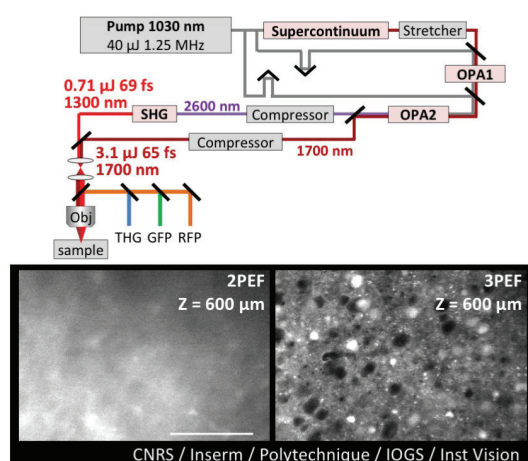 Pump 1030 nm
40 µJ 1.25 MHz
Supercontinuum
Stretcher
OPA1
0.71 µJ 69 fs
1300 nm
SHG
2600 nm
Compressor
OPA2
Compressor
1700 nm
3.1 µJ 65 fs
1700 nm
Obj
THG GFP RFP
sample
2PEF
Z = 600 µm
3PEF
Z = 600 µm
CNRS / Inserm / Polytechnique / IOGS / Inst Vision